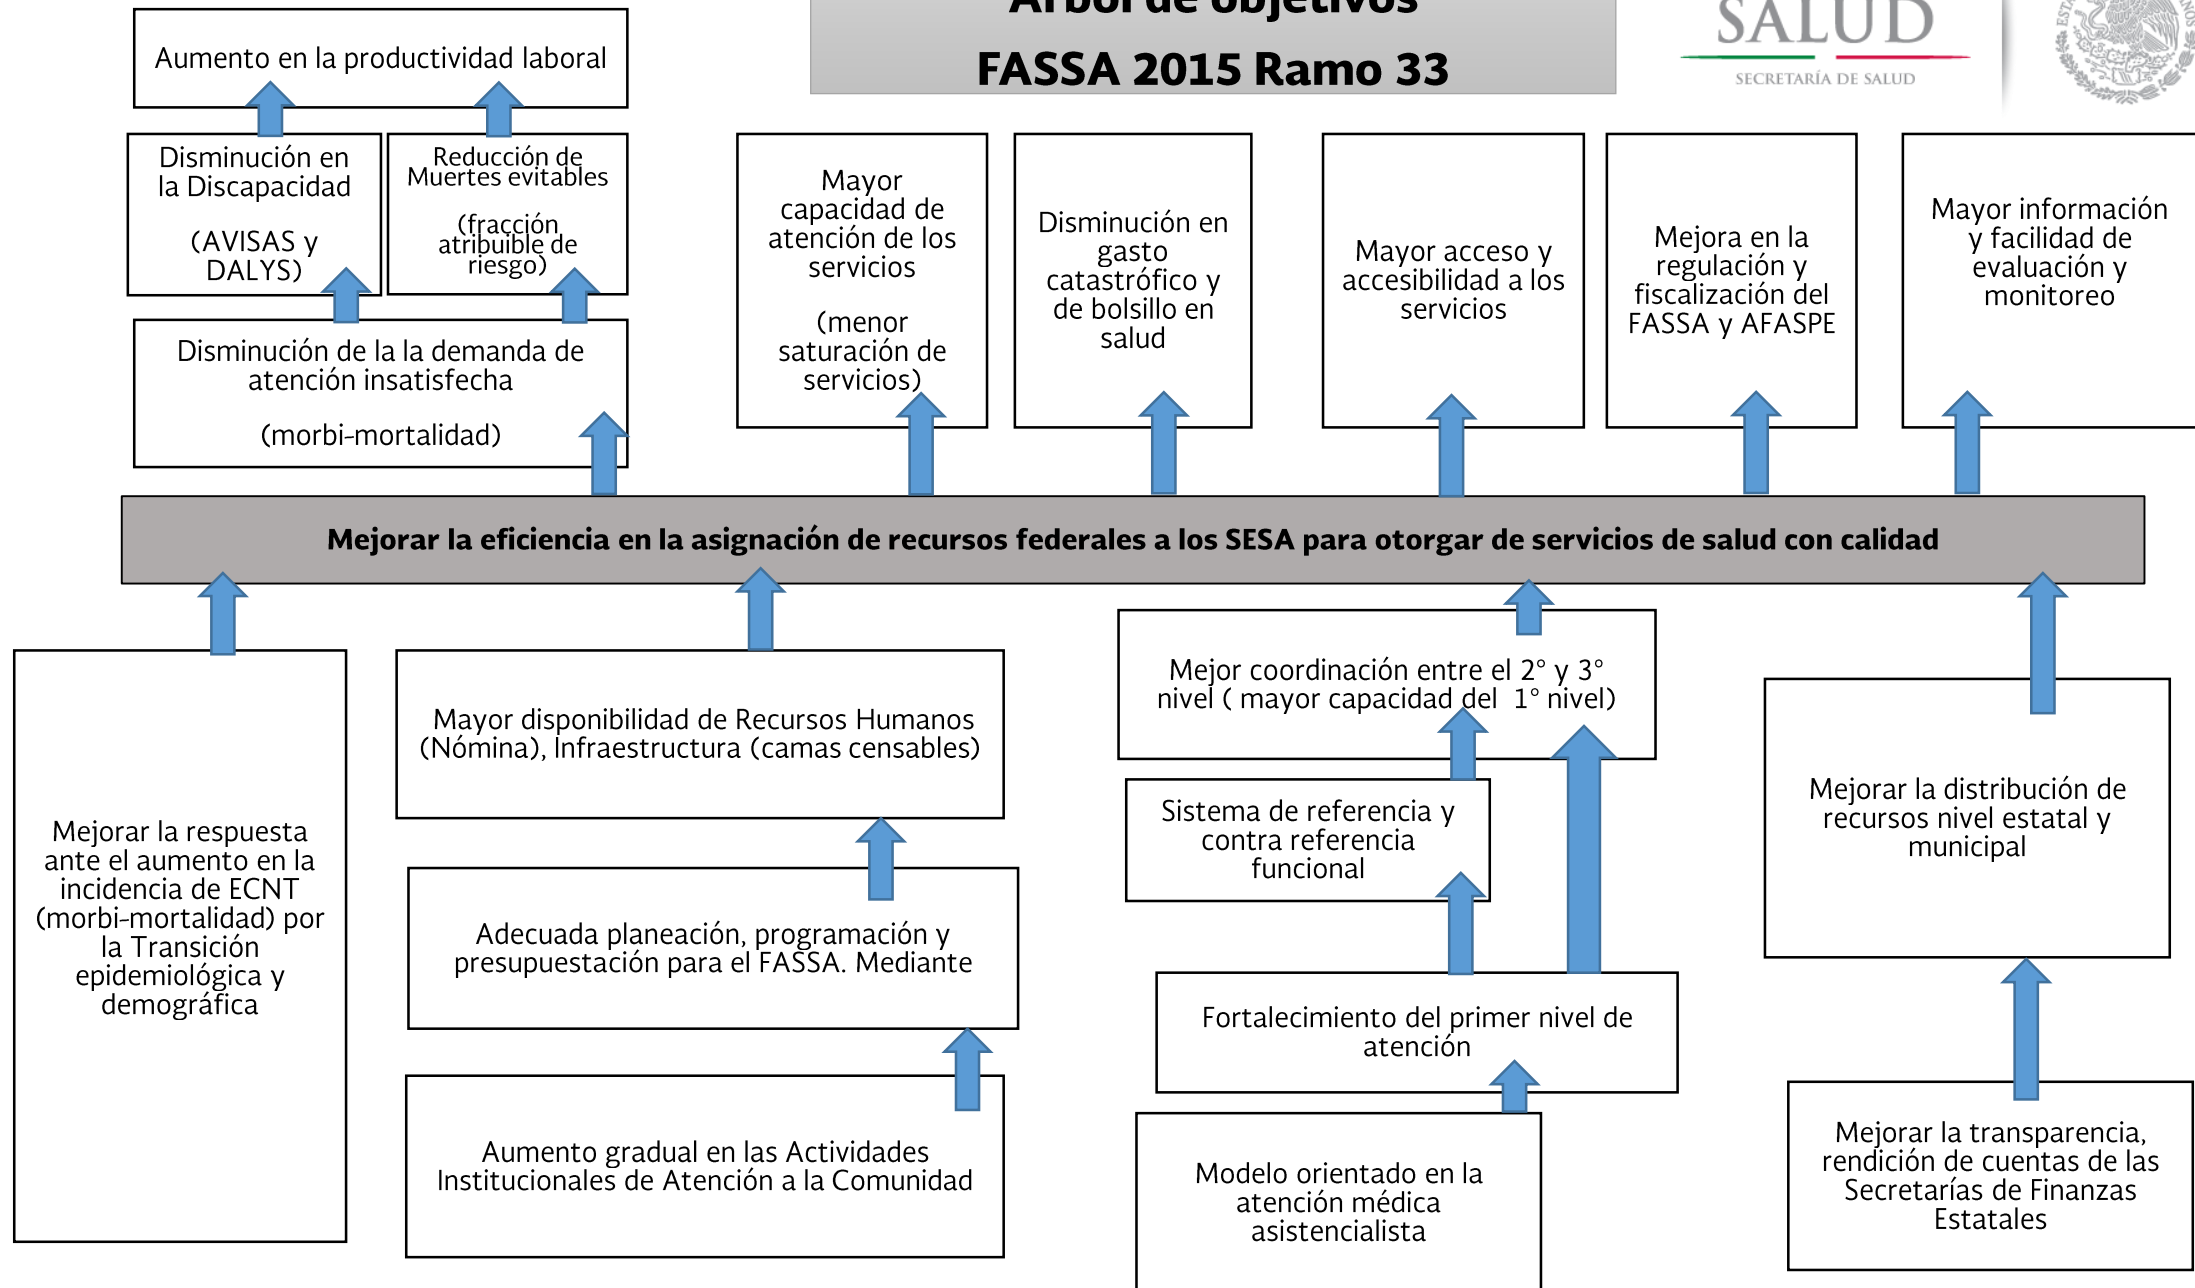 Árbol de objetivos
FASSA 2015 Ramo 33
SALUD
SECRETARÍA DE SALUD
Aumento en la productividad laboral
Disminución en
la Discapacidad
(AVISAS y
DALYS)
Reducción de
Muertes evitables
(fracción
atribuible de
riesgo)
Disminución de la la demanda de
atención insatisfecha
(morbi-mortalidad)
Mayor
capacidad de
atención de los
servicios
(menor
saturación de
servicios)
Disminución en
gasto
catastrófico y
de bolsillo en
salud
Mayor acceso y
accesibilidad a los
servicios
Mejora en la
regulación y
fiscalización del
FASSA y AFASPE
Mayor información
y facilidad de
evaluación y
monitoreo
Mejorar la eficiencia en la asignación de recursos federales a los SESA para otorgar de servicios de salud con calidad
Mejorar la respuesta
ante el aumento en la
incidencia de ECNT
(morbi-mortalidad) por
la Transición
epidemiológica y
demográfica
Mayor disponibilidad de Recursos Humanos
(Nómina), Infraestructura (camas censables)
Adecuada planeación, programación y
presupuestación para el FASSA. Mediante
Aumento gradual en las Actividades
Institucionales de Atención a la Comunidad
Mejor coordinación entre el 2° y 3°
nivel ( mayor capacidad del 1° nivel)
Sistema de referencia y
contra referencia
funcional
Fortalecimiento del primer nivel de
atención
Modelo orientado en la
atención médica
asistencialista
Mejorar la distribución de
recursos nivel estatal y
municipal
Mejorar la transparencia,
rendición de cuentas de las
Secretarías de Finanzas
Estatales